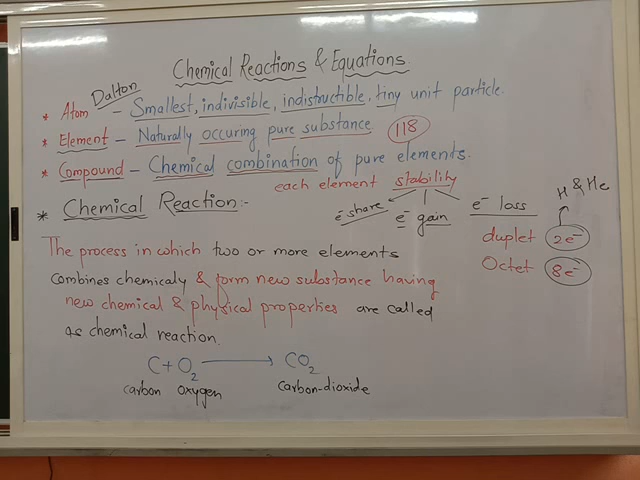 Chemical Reactions & Equations.
Dalton
* Atom – Smallest, indivisible, indistructible, tiny unit particle.
* Element – Naturally occuring pure substance 118
* Compound – Chemical combination of pure elements.
each element stability
H & He
* Chemical Reaction:-
e⁻ share
e⁻ gain
e⁻ loss
duplet 2e⁻
Octet 8e⁻
The process in which two or more elements
combines chemicaly & form new substance having
new chemical & physical properties are called
as chemical reaction.
C + O₂ → CO₂
carbon oxygen carbon-dioxide